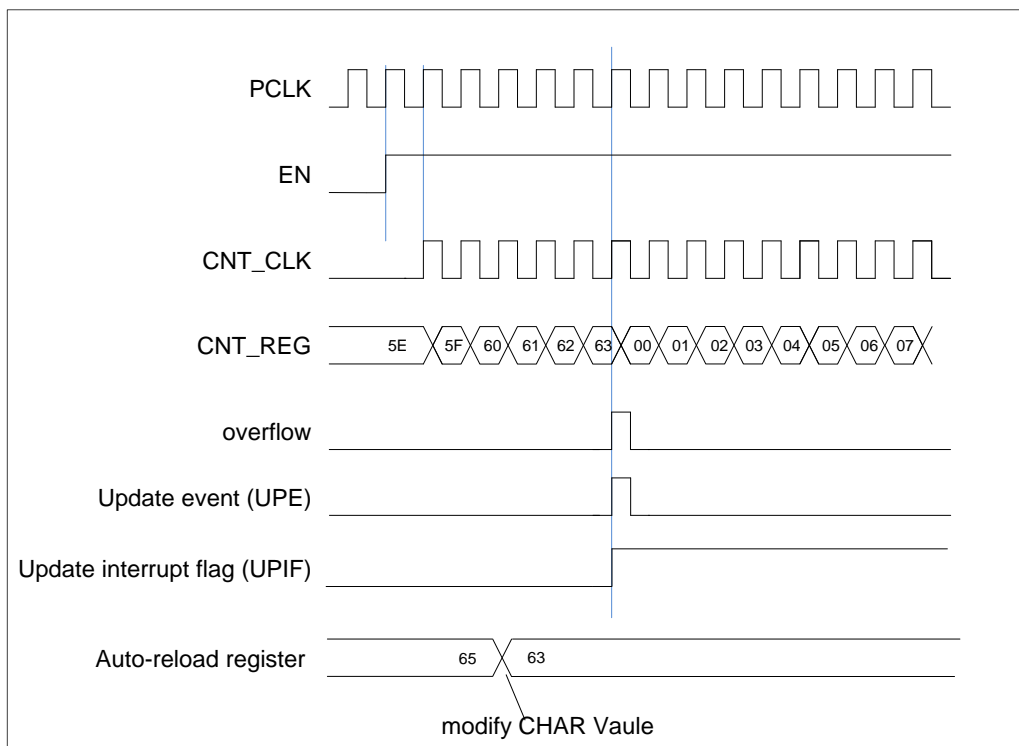 PCLK
EN
CNT_CLK
CNT_REG 5E 5F 60 61 62 63 00 01 02 03 04 05 06 07
overflow
Update event (UPE)
Update interrupt flag (UPIF)
Auto-reload register 65 63
modify CHAR Vaule